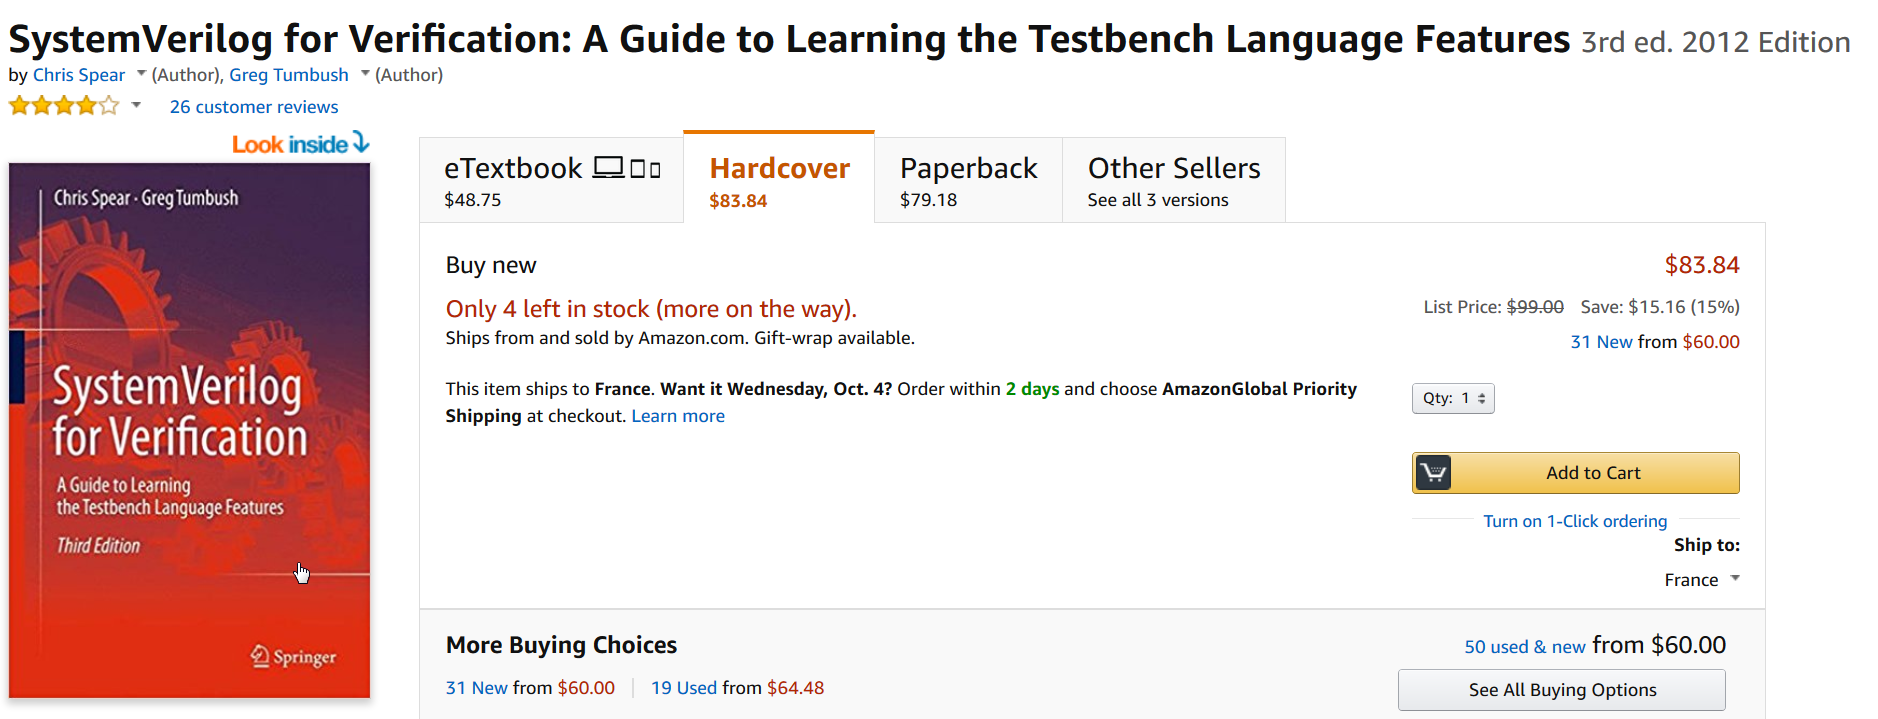 SystemVerilog for Verification: A Guide to Learning the Testbench Language Features 3rd ed. 2012 Edition
by Chris Spear (Author), Greg Tumbush (Author)
26 customer reviews
Look inside
Chris Spear · Greg Tumbush
SystemVerilog
for Verification
A Guide to Learning
the Testbench Language Features
Third Edition
Springer
eTextbook
$48.75
Hardcover
$83.84
Paperback
$79.18
Other Sellers
See all 3 versions
Buy new
$83.84
Only 4 left in stock (more on the way).
List Price: $99.00 Save: $15.16 (15%)
Ships from and sold by Amazon.com. Gift-wrap available.
31 New from $60.00
This item ships to France. Want it Wednesday, Oct. 4? Order within 2 days and choose AmazonGlobal Priority
Shipping at checkout. Learn more
Qty: 1
Add to Cart
Turn on 1-Click ordering
Ship to:
France
More Buying Choices
50 used & new from $60.00
31 New from $60.00 19 Used from $64.48
See All Buying Options